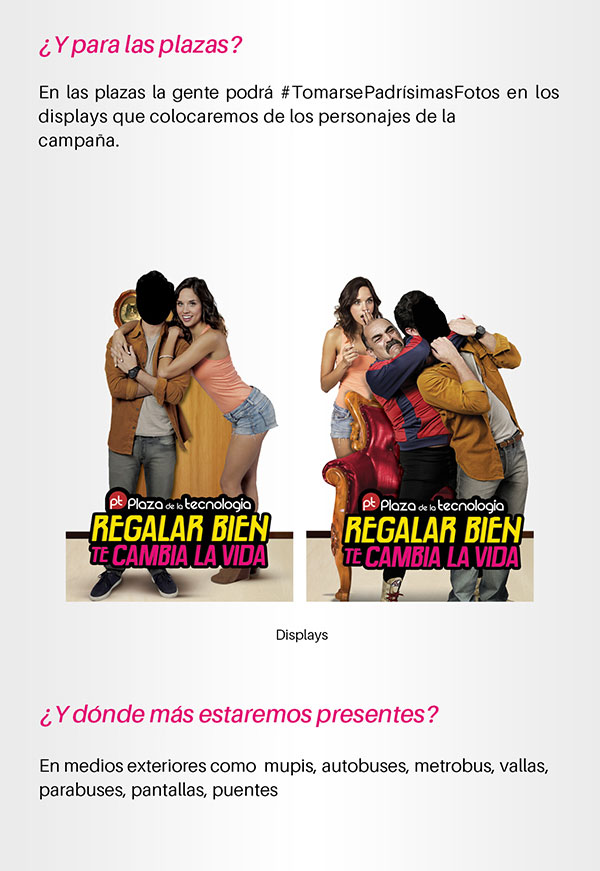 ¿Y para las plazas?
En las plazas la gente podrá #TomarsePadrísimasFotos en los
displays que colocaremos de los personajes de la
campaña.
pt Plaza de la tecnología
REGALAR BIEN
TE CAMBIA LA VIDA
pt Plaza de la tecnología
REGALAR BIEN
TE CAMBIA LA VIDA
Displays
¿Y dónde más estaremos presentes?
En medios exteriores como mupis, autobuses, metrobus, vallas,
parabuses, pantallas, puentes